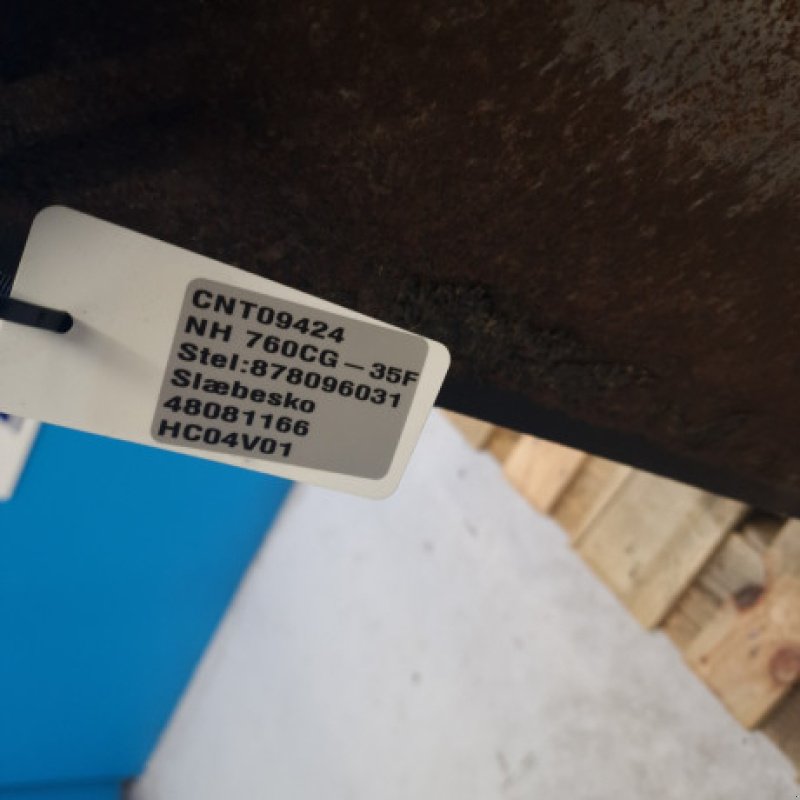 CNT09424
NH 760CG-35F
Stel:878096031
Slæbesko
48081166
HC04V01